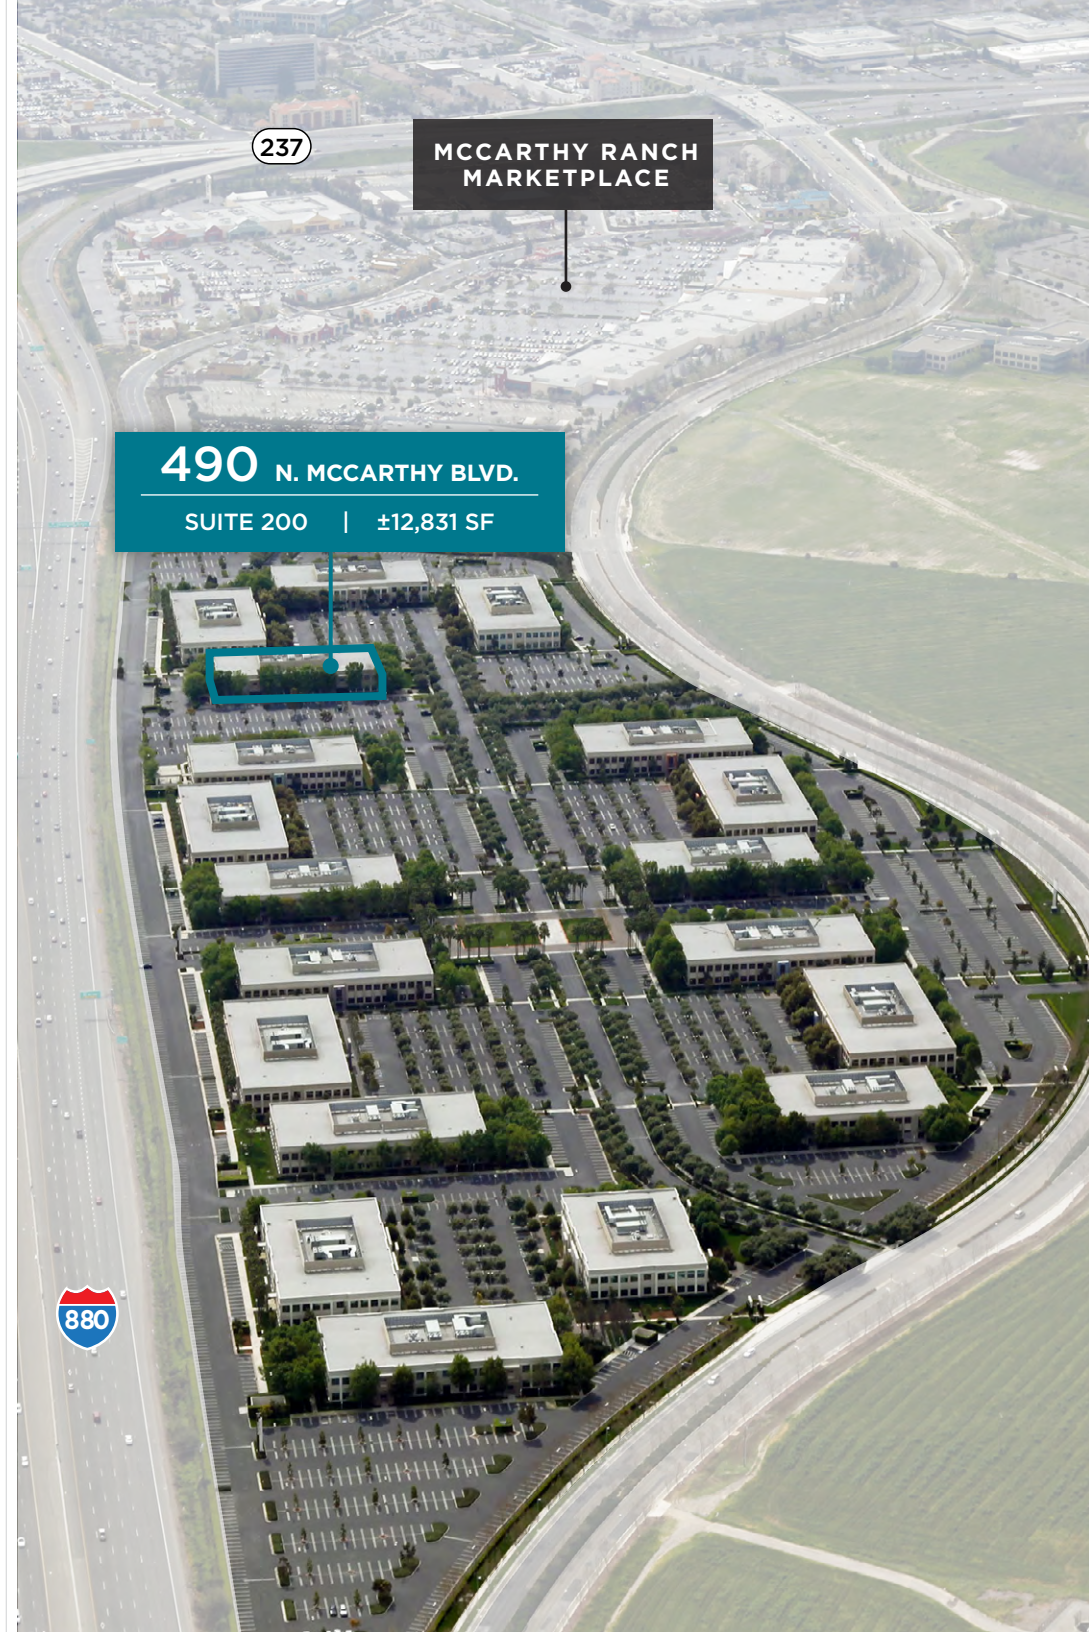 237
MCCARTHY RANCH
MARKETPLACE
490 N. MCCARTHY BLVD.
SUITE 200 | ±12,831 SF
880